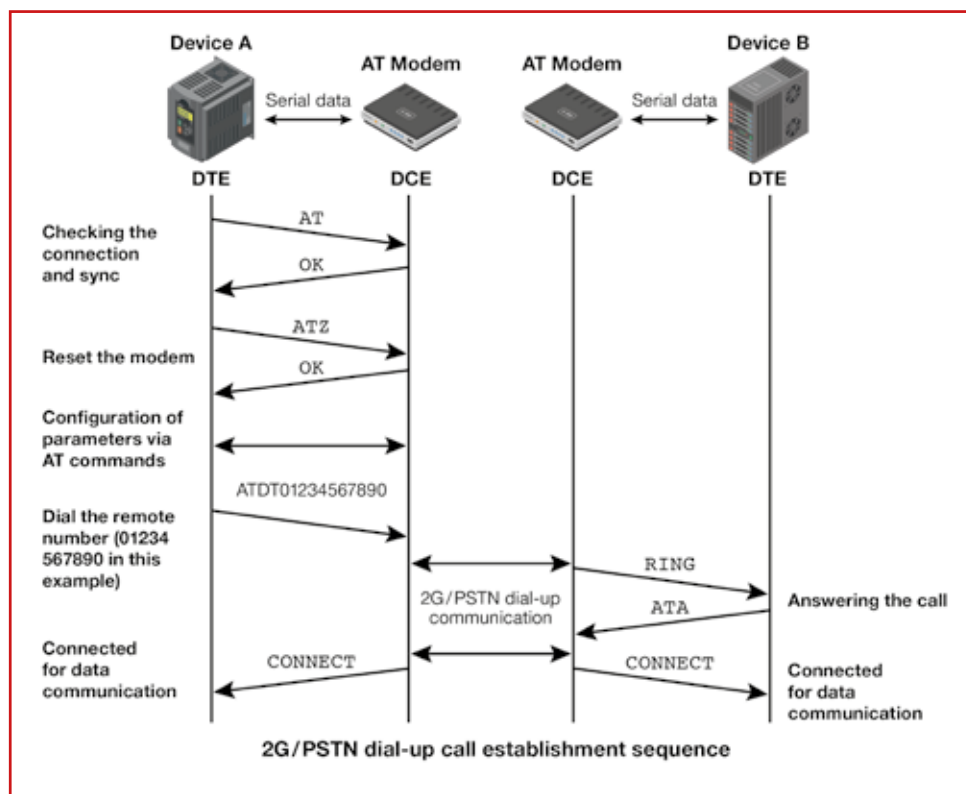 Device A
AT Modem
AT Modem
Device B
Serial data
Serial data
DTE
DCE
DCE
DTE
Checking the
connection
and sync
AT
OK
Reset the modem
ATZ
OK
Configuration of
parameters via
AT commands
ATDT01234567890
Dial the remote
number (01234
567890 in this
example)
2G/PSTN dial-up
communication
RING
ATA
Answering the call
Connected
for data
communication
CONNECT
CONNECT
Connected
for data
communication
2G/PSTN dial-up call establishment sequence